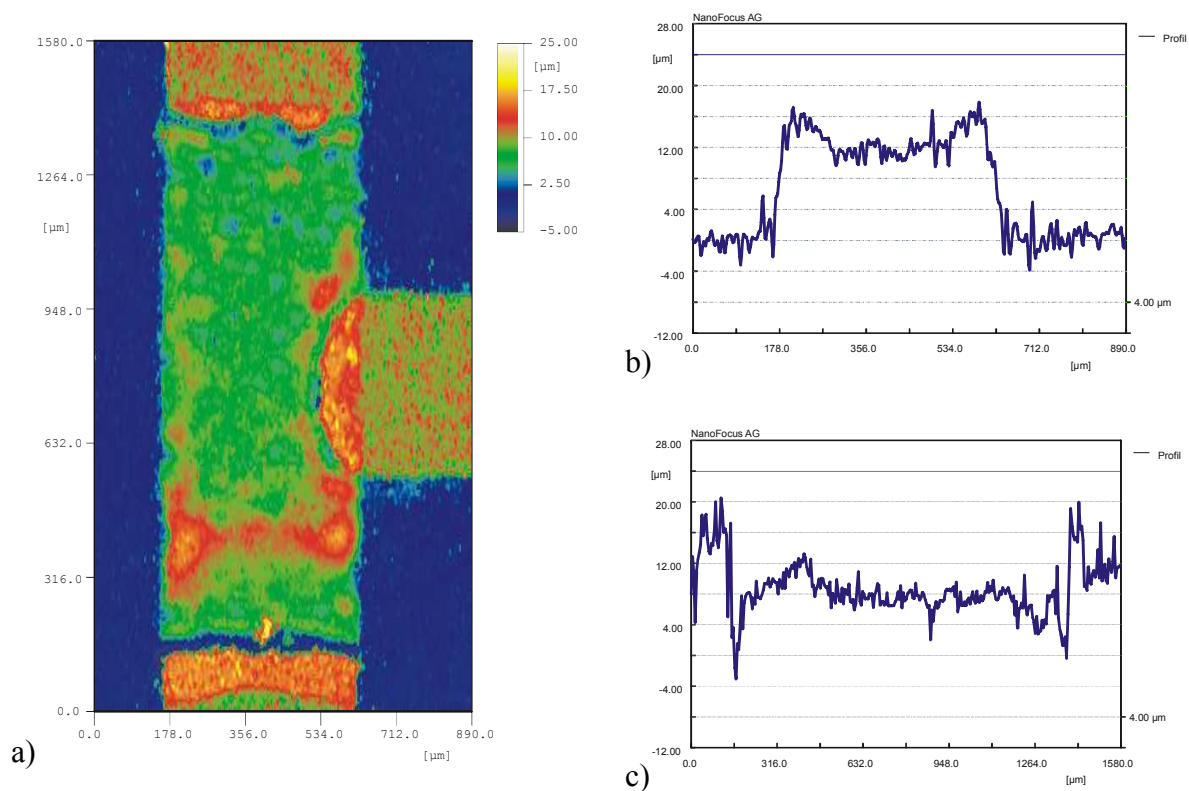 1580.0
1264.0
[µm]
948.0
632.0
316.0
0.0
0.0 178.0 356.0 534.0 712.0 890.0
[µm]
25.00
[µm]
17.50
10.00
2.50
-5.00
a)
NanoFocus AG
28.00
[µm]
20.00
12.00
4.00
-4.00
-12.00
0.0 178.0 356.0 534.0 712.0 890.0
[µm]
Profil
4.00 µm
b)
NanoFocus AG
28.00
[µm]
20.00
12.00
4.00
-4.00
-12.00
0.0 316.0 632.0 948.0 1264.0 1580.0
[µm]
Profil
4.00 µm
c)